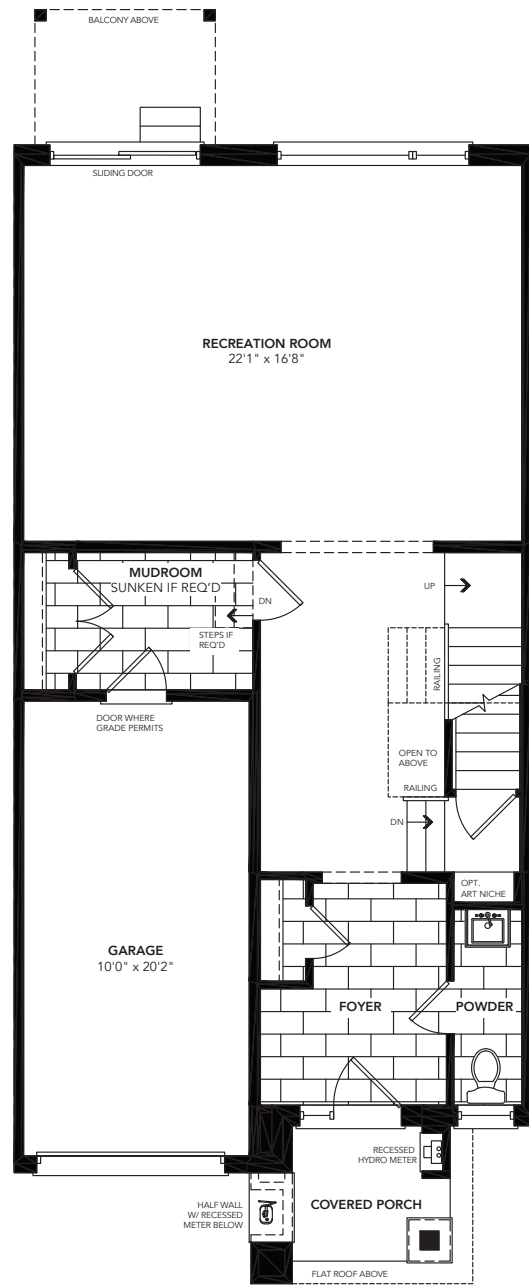 BALCONY ABOVE
SLIDING DOOR
RECREATION ROOM
22'1" x 16'8"
MUDROOM
SUNKEN IF REQ'D
DN
UP
STEPS IF
REQ'D
RAILING
DOOR WHERE
GRADE PERMITS
OPEN TO
ABOVE
RAILING
DN
OPT.
ART NICHE
GARAGE
10'0" x 20'2"
FOYER
POWDER
RECESSED
HYDRO METER
HALF WALL
W/ RECESSED
METER BELOW
COVERED PORCH
FLAT ROOF ABOVE